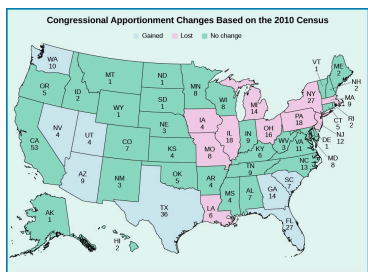 Congressional Apportionment Changes Based on the 2010 Census
Gained Lost No change
WA
10
OR
5
CA
53
NV
4
ID
2
MT
1
WY
1
UT
4
AZ
9
CO
7
NM
3
ND
1
SD
1
NE
3
KS
4
OK
5
TX
36
MN
8
IA
4
MO
8
AR
4
LA
6
WI
8
IL
18
MS
4
MI
14
IN
9
KY
6
TN
9
AL
7
OH
16
WV
3
VA
11
NC
13
SC
7
GA
14
FL
27
PA
18
NY
27
VT
1
ME
2
NH
2
MA
9
RI
2
CT
5
NJ
12
DE
1
MD
8
AK
1
HI
2